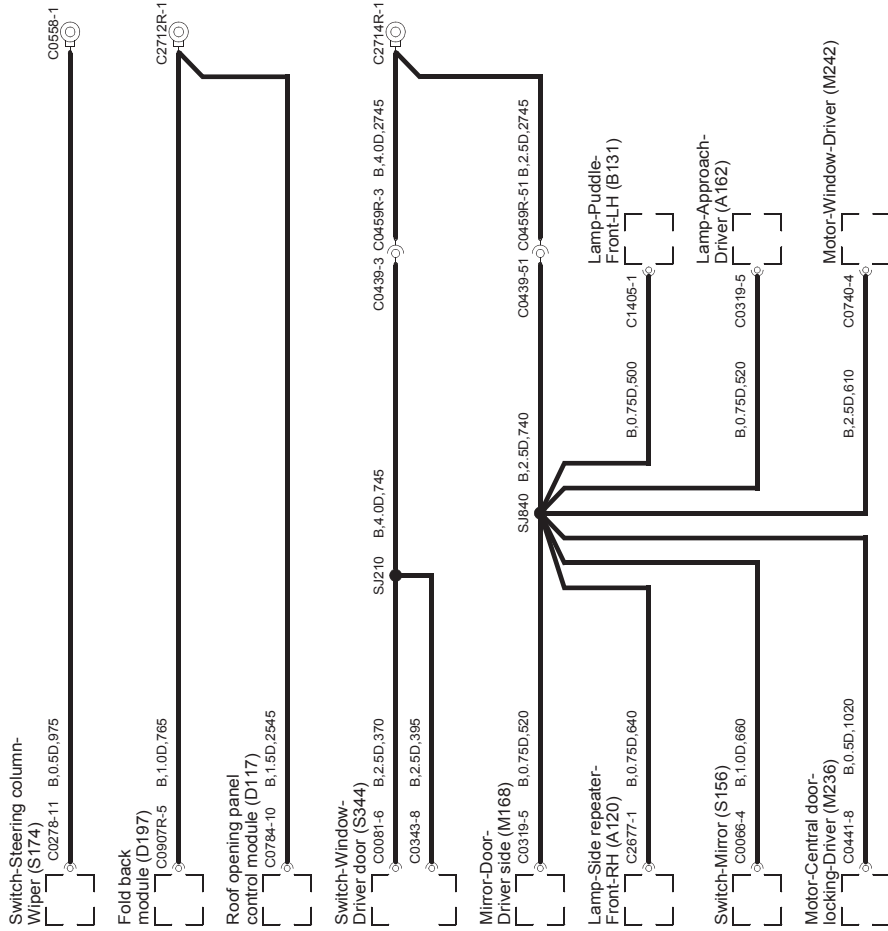 Switch-Steering column-
Wiper (S174)
C0278-11 B,0.5D,975
C0558-1
Fold back
module (D197)
C0907R-5 B,1.0D,765
C2712R-1
Roof opening panel
control module (D117)
C0784-10 B,1.5D,2545
Switch-Window-
Driver door (S344)
C0081-6 B,2.5D,370
SJ210 B,4.0D,745
C0439-3 C0459R-3 B,4.0D,2745
C2714R-1
C0343-8 B,2.5D,395
Mirror-Door-
Driver side (M168)
C0319-5 B,0.75D,520
SJ840 B,2.5D,740
C0439-51 C0459R-51 B,2.5D,2745
Lamp-Side repeater-
Front-RH (A120)
C2677-1 B,0.75D,640
B,0.75D,500 C1405-1
Lamp-Puddle-
Front-LH (B131)
Switch-Mirror (S156)
C0066-4 B,1.0D,660
B,0.75D,520 C0319-5
Lamp-Approach-
Driver (A162)
Motor-Central door-
locking-Driver (M236)
C0441-8 B,0.5D,1020
B,2.5D,610 C0740-4
Motor-Window-Driver (M242)